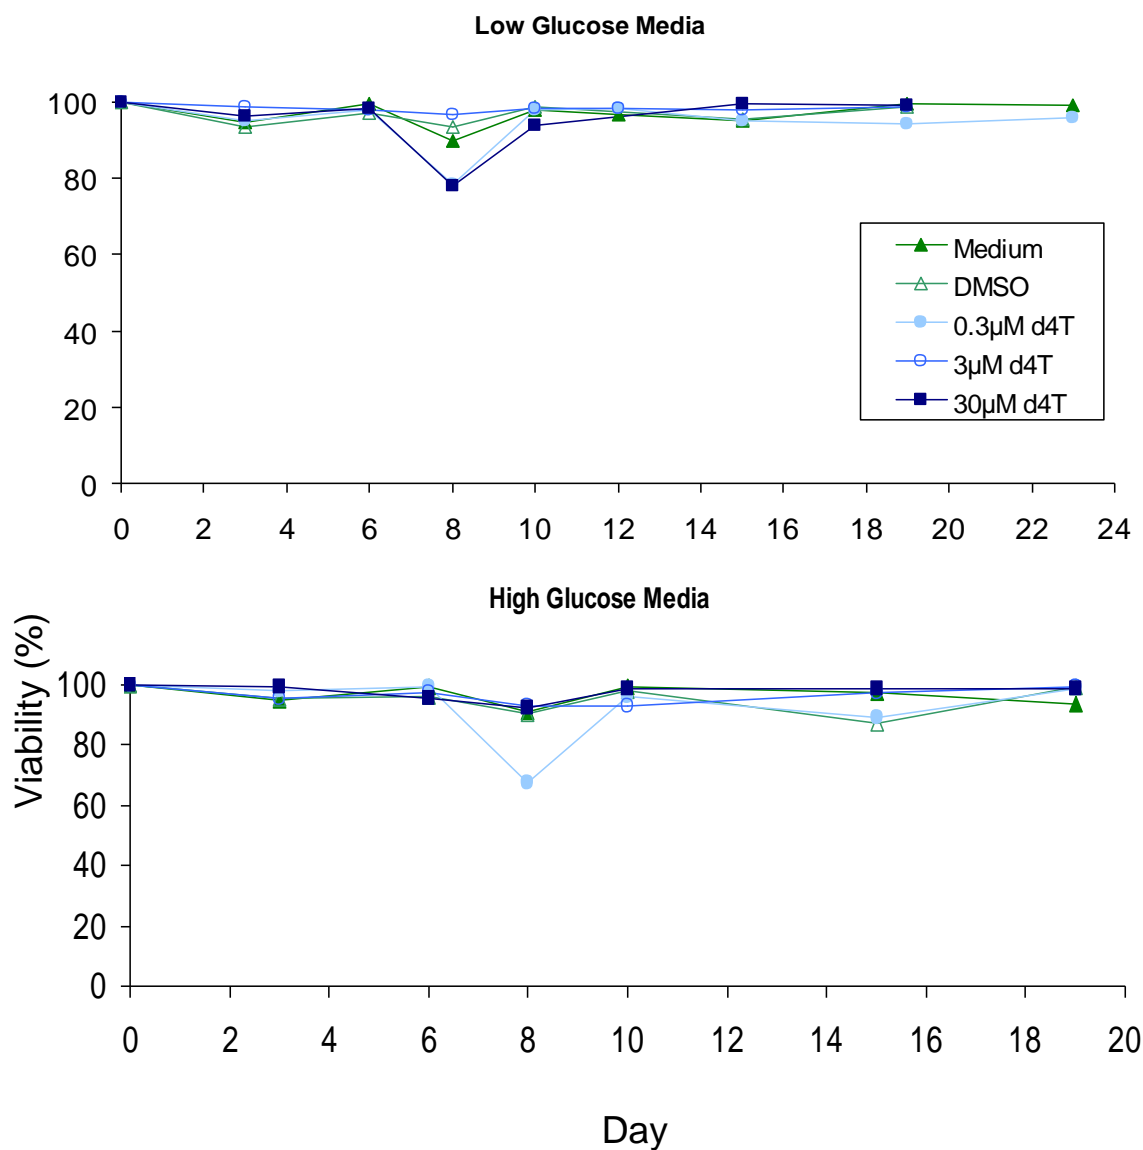 Low Glucose Media
100
80
60
40
20
0
0 2 4 6 8 10 12 14 16 18 20 22 24
Medium
DMSO
0.3µM d4T
3µM d4T
30µM d4T
High Glucose Media
Viability (%)
100
80
60
40
20
0
0 2 4 6 8 10 12 14 16 18 20
Day